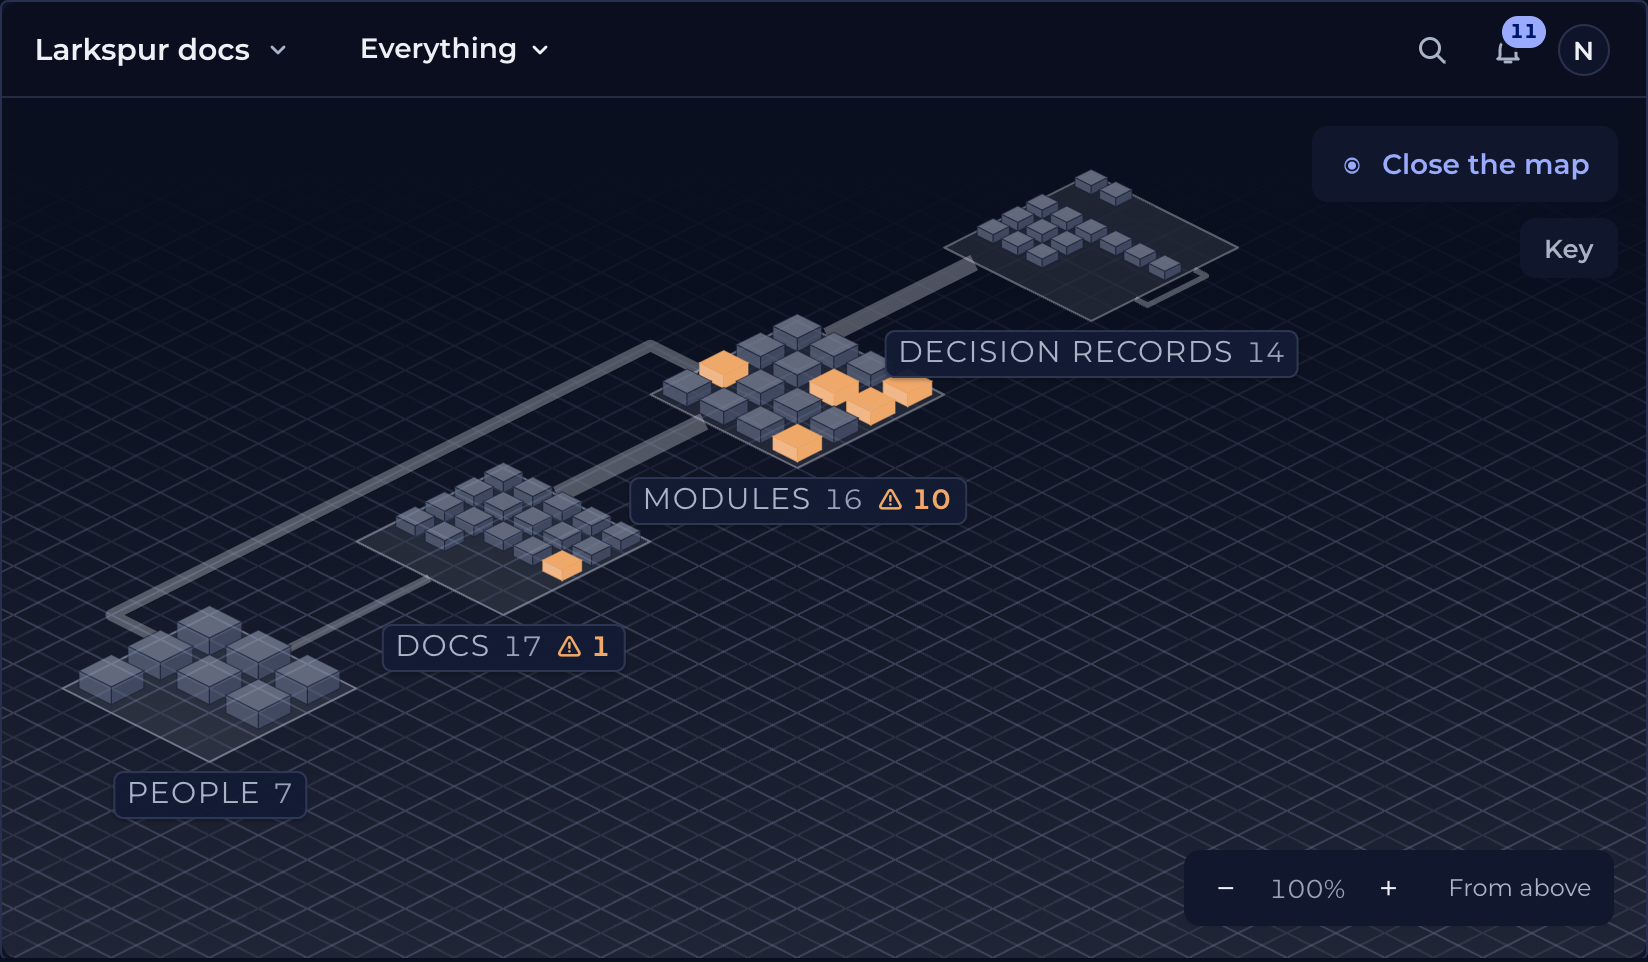 Larkspur docs
Everything
11
N
Close the map
Key
DECISION RECORDS 14
MODULES 16 10
DOCS 17 1
PEOPLE 7
− 100% + From above